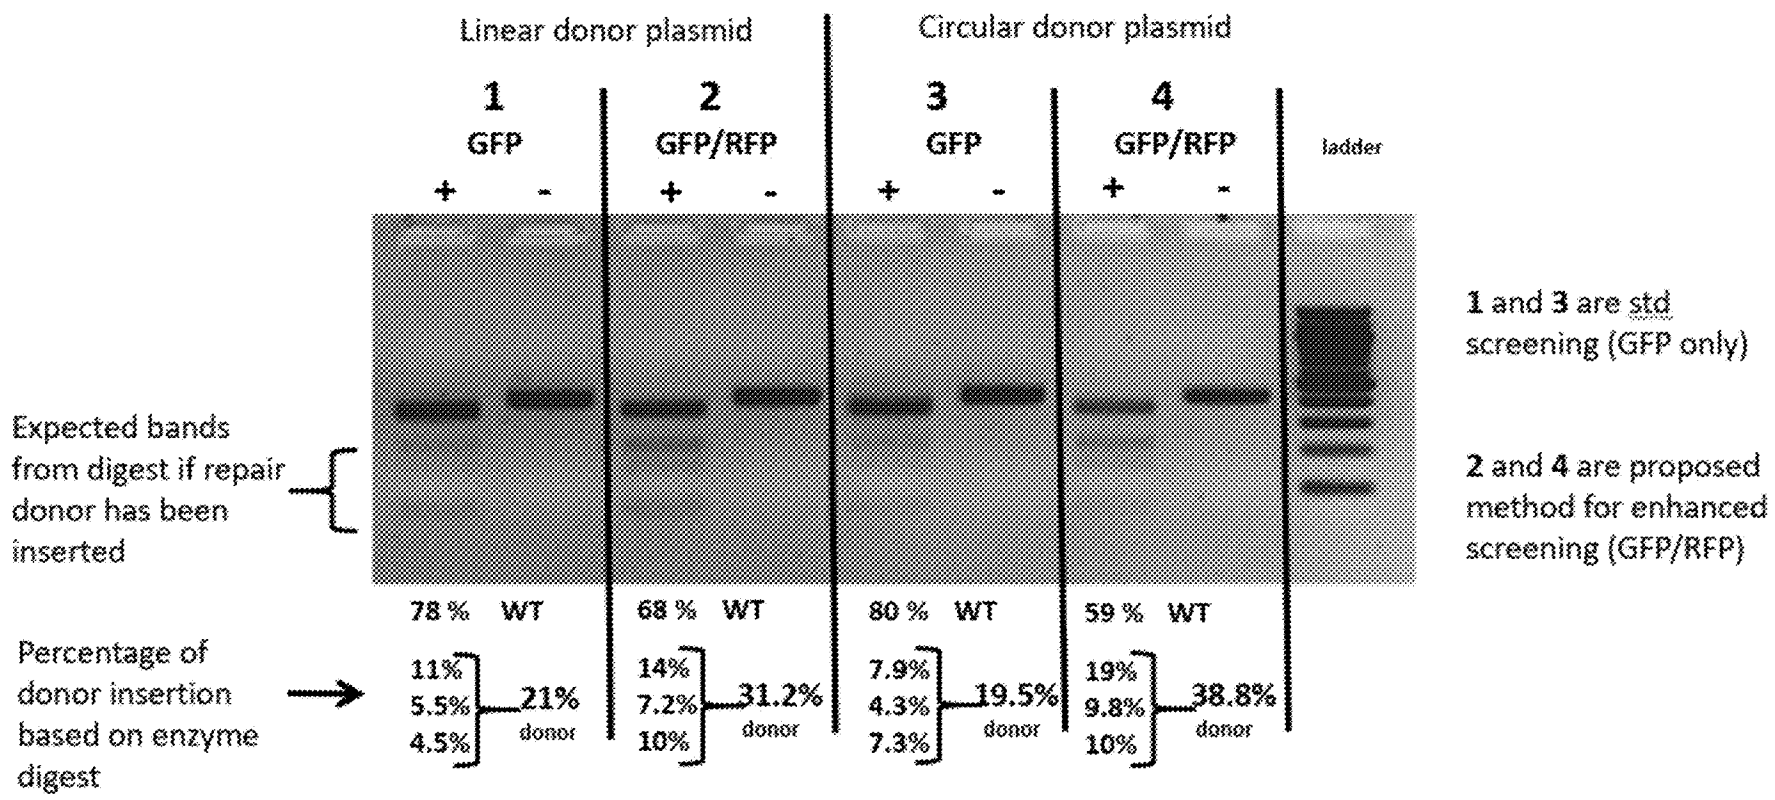 Linear donor plasmid
Circular donor plasmid
1
2
3
4
GFP
GFP/RFP
GFP
GFP/RFP
ladder
+ - + - + - + -
1 and 3 are std
screening (GFP only)
Expected bands
from digest if repair
donor has been
inserted
2 and 4 are proposed
method for enhanced
screening (GFP/RFP)
78 % WT
68 % WT
80 % WT
59 % WT
Percentage of
donor insertion
based on enzyme
digest
11%
5.5%
4.5%
21%
donor
14%
7.2%
10%
31.2%
donor
7.9%
4.3%
7.3%
19.5%
donor
19%
9.8%
10%
38.8%
donor